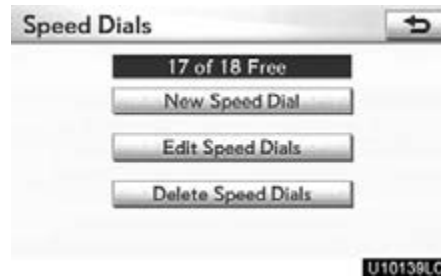 Speed Dials
17 of 18 Free
New Speed Dial
Edit Speed Dials
Delete Speed Dials
U10139LC